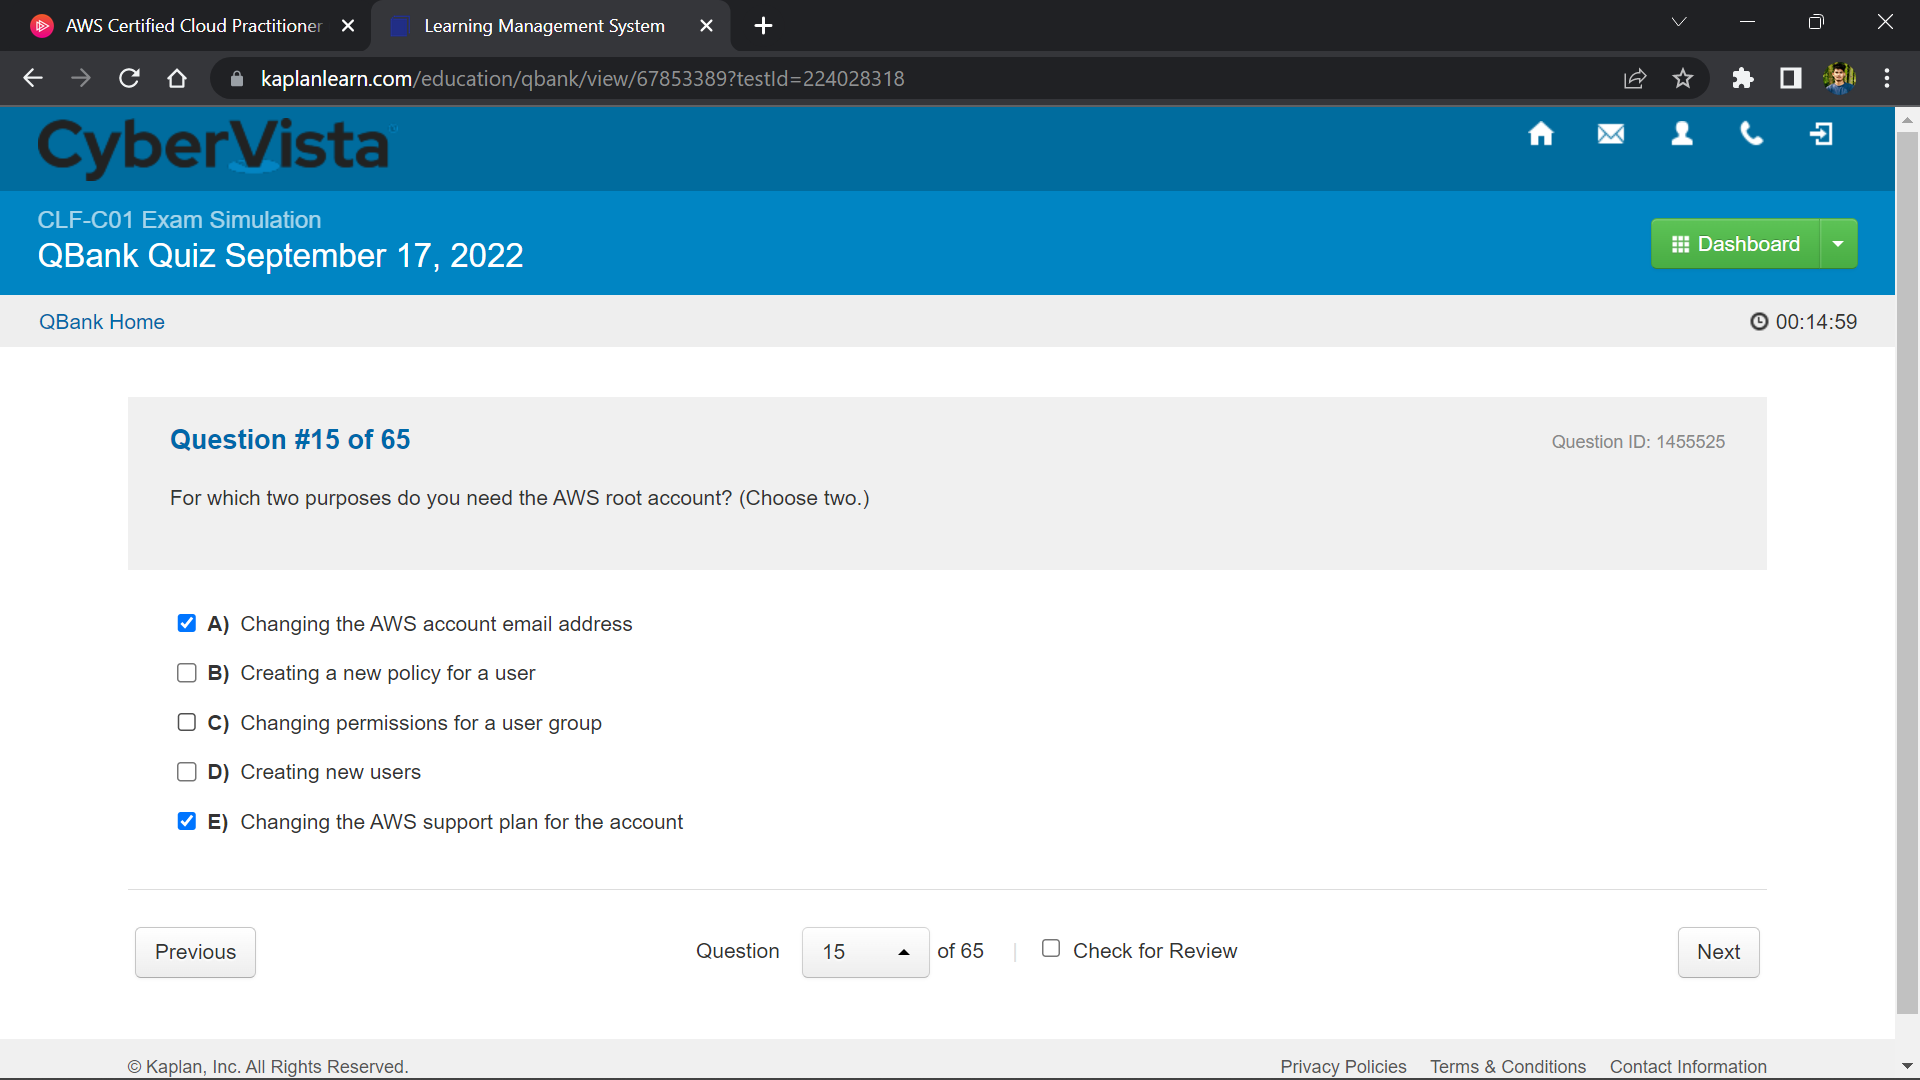 AWS Certified Cloud Practitioner
Learning Management System
kaplanlearn.com/education/qbank/view/67853389?testId=224028318
CyberVista
CLF-C01 Exam Simulation
QBank Quiz September 17, 2022
Dashboard
QBank Home
00:14:59
Question #15 of 65
Question ID: 1455525
For which two purposes do you need the AWS root account? (Choose two.)
A) Changing the AWS account email address
B) Creating a new policy for a user
C) Changing permissions for a user group
D) Creating new users
E) Changing the AWS support plan for the account
Previous
Question 15 of 65 | Check for Review
Next
© Kaplan, Inc. All Rights Reserved.
Privacy Policies Terms & Conditions Contact Information